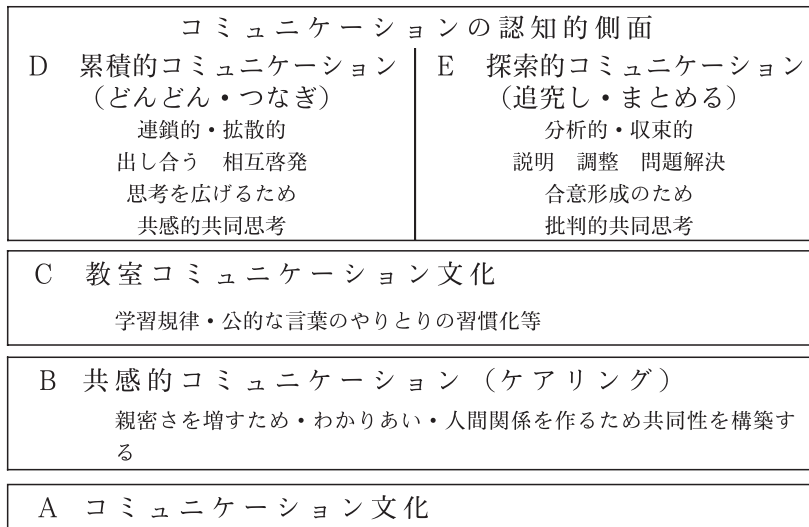 コミュニケーションの認知的側面
D 累積的コミュニケーション
（どんどん・つなぎ）
連鎖的・拡散的
出し合う 相互啓発
思考を広げるため
共感的共同思考
E 探索的コミュニケーション
（追究し・まとめる）
分析的・収束的
説明 調整 問題解決
合意形成のため
批判的共同思考
C 教室コミュニケーション文化
学習規律・公的な言葉のやりとりの習慣化等
B 共感的コミュニケーション（ケアリング）
親密さを増すため・わかりあい・人間関係を作るため共同性を構築す
る
A コミュニケーション文化